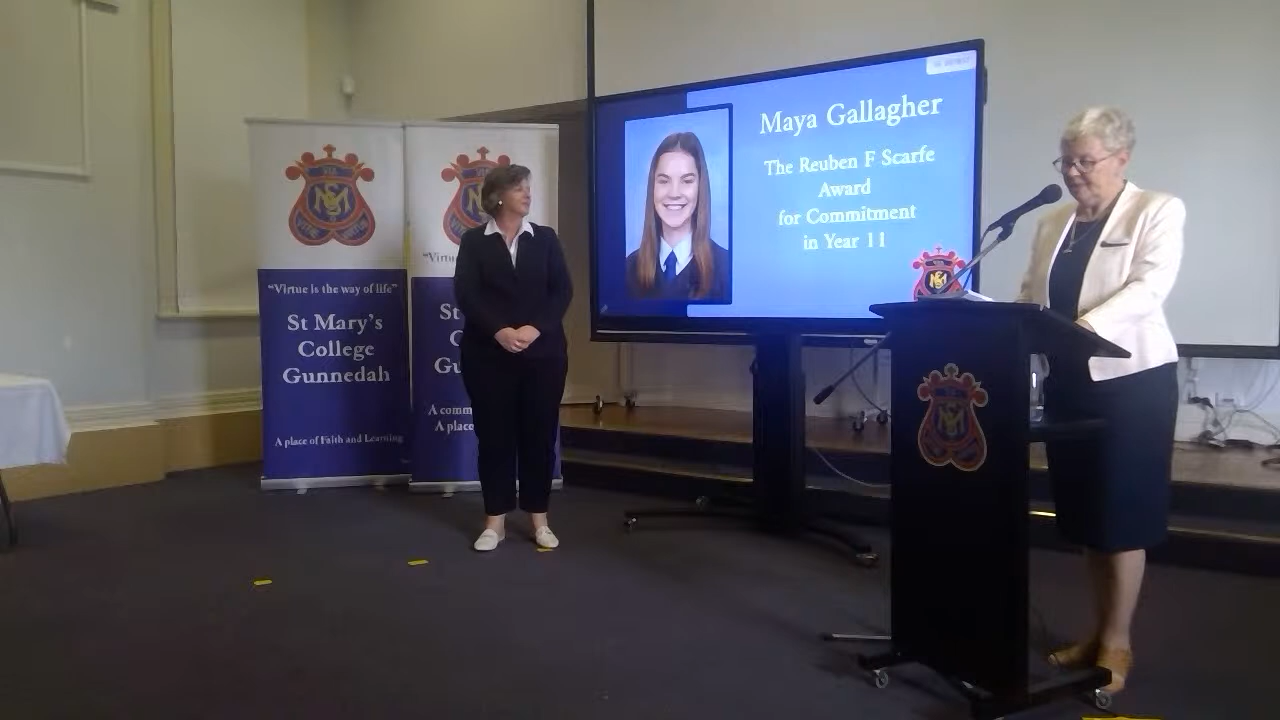 "Virtue is the way of life"
St Mary's
College
Gunnedah
A place of Faith and Learning
"Virtue
St
A comm
A place
Maya Gallagher
The Reuben F Scarfe
Award
for Commitment
in Year 11